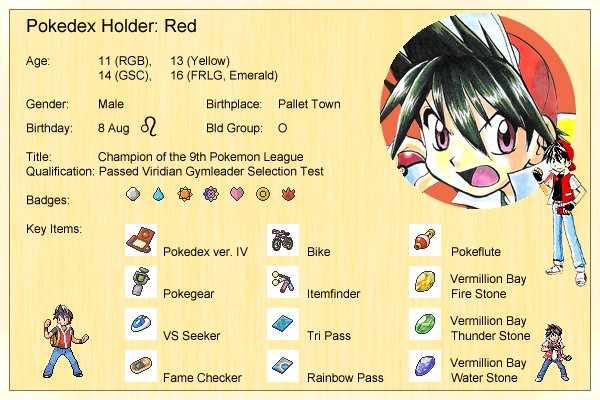 Pokedex Holder: Red
Age: 11 (RGB), 13 (Yellow)
14 (GSC), 16 (FRLG, Emerald)
Gender: Male Birthplace: Pallet Town
Birthday: 8 Aug ♌ Bld Group: O
Title: Champion of the 9th Pokemon League
Qualification: Passed Viridian Gymleader Selection Test
Badges:
Key Items:
Pokedex ver. IV Bike Pokeflute
Pokegear Itemfinder Vermillion Bay
Fire Stone
VS Seeker Tri Pass Vermillion Bay
Thunder Stone
Fame Checker Rainbow Pass Vermillion Bay
Water Stone